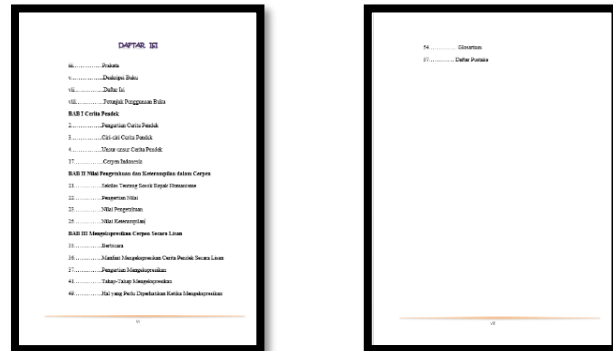 DAFTAR ISI
iii..............Prakata
v................Deskripsi Buku
vii..............Daftar Isi
viii.............Petunjuk Penggunaan Buku
BAB I Cerita Pendek
2................Pengertian Cerita Pendek
3................Ciri-ciri Cerita Pendek
4................Unsur-unsur Cerita Pendek
17...............Cerpen Indonesia
BAB II Nilai Pengetahuan dan Keterampilan dalam Cerpen
21...............Sekilas Tentang Sosok Bapak Humanisme
22...............Pengertian Nilai
23...............Nilai Pengetahuan
25...............Nilai Keterampilan
BAB III Mengekspresikan Cerpen Secara Lisan
35...............Bertutur
36...............Manfaat Mengekspresikan Cerita Pendek Secara Lisan
37...............Pengertian Mengekspresikan
41...............Tahap-Tahap Mengekspresikan
49...............Hal yang Perlu Diperhatikan Ketika Mengekspresikan
vi
54............... Glosarium
57...............Daftar Pustaka
vii